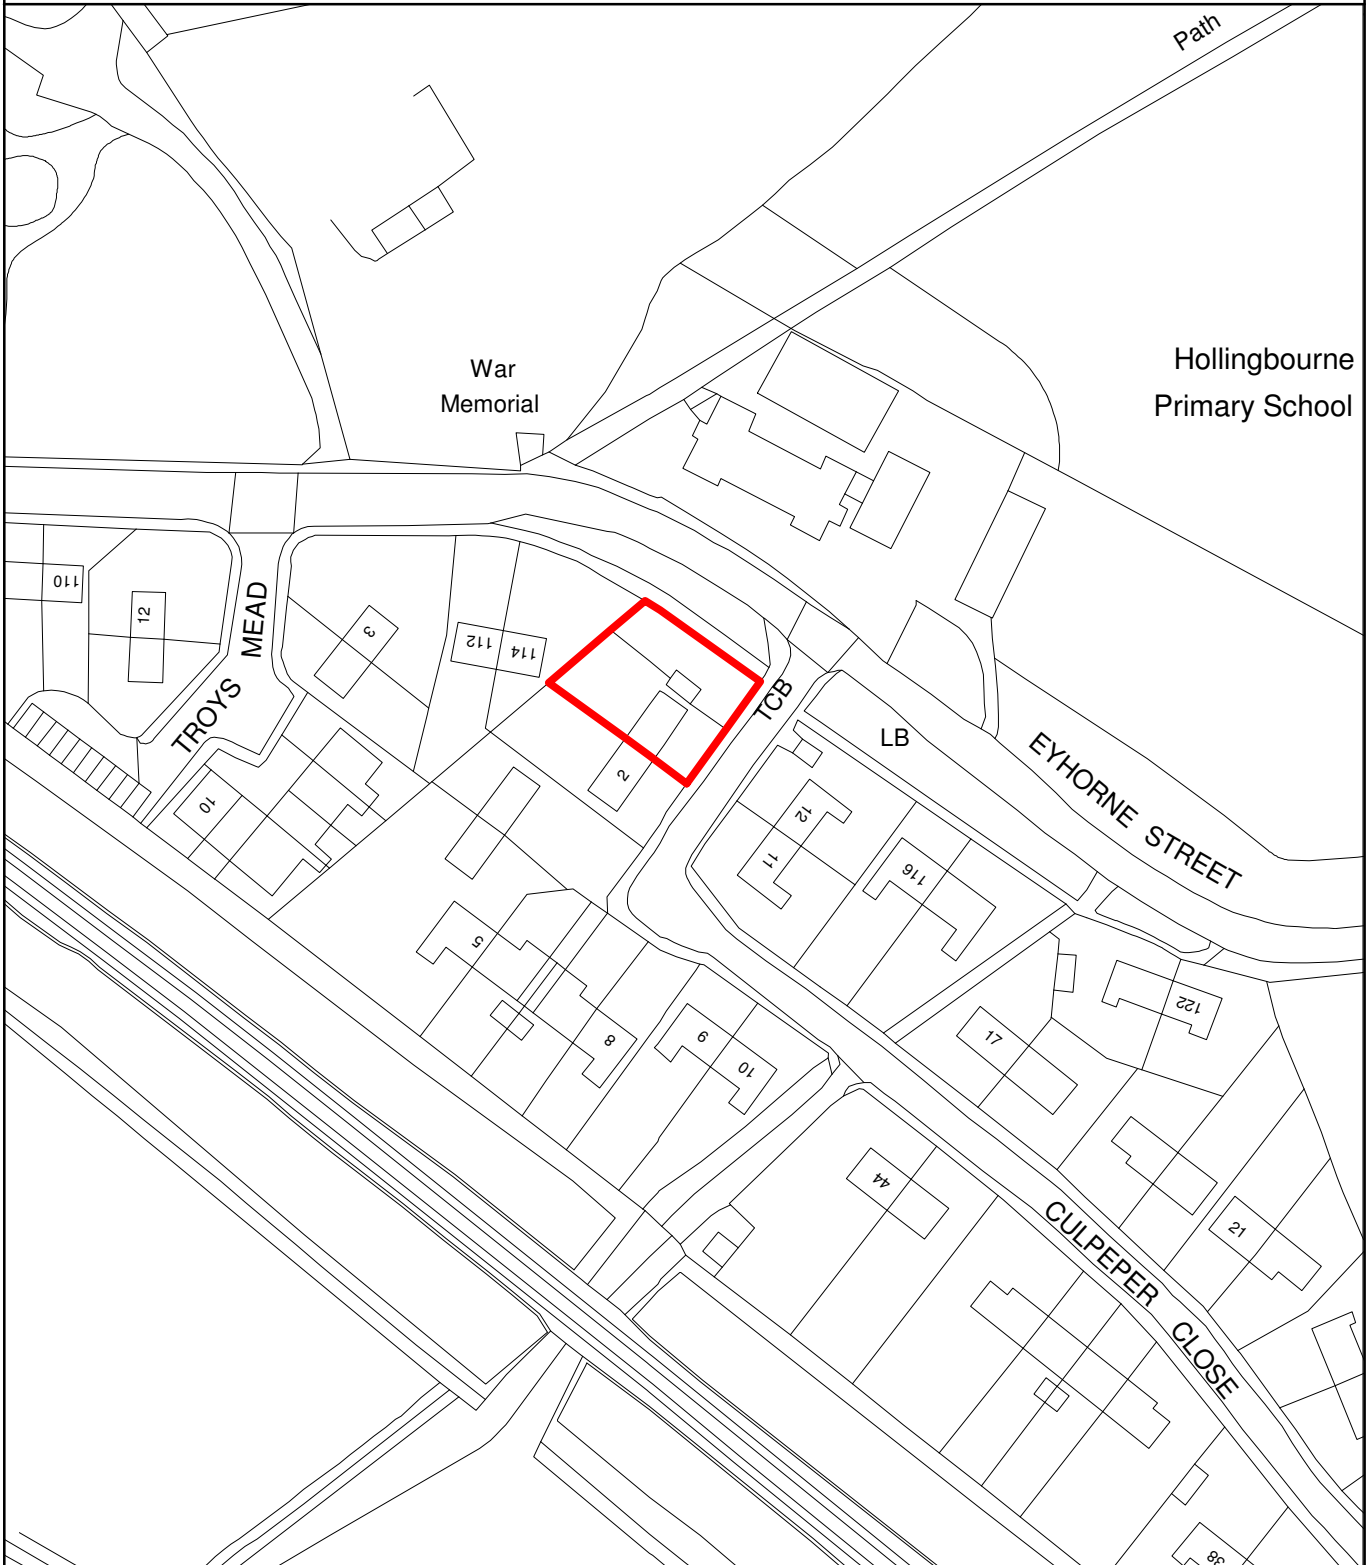 Path
Hollingbourne
Primary School
War
Memorial
110
12
TROYS MEAD
3
112
114
TCB
LB
EYHORNE STREET
2
10
12
11
116
5
8
9
10
17
122
44
21
CULPEPER CLOSE
38